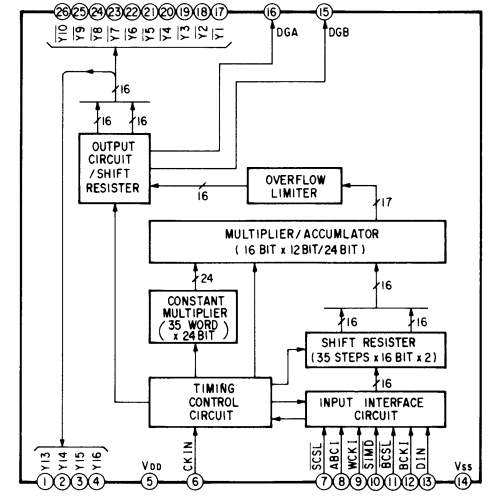 26 25 24 23 22 21 20 19 18 17 16 15
Y10 Y9 Y8 Y7 Y6 Y5 Y4 Y3 Y2 Y1 DGA DGB
16
16 16
OUTPUT
CIRCUIT
/SHIFT
RESISTER
16
OVERFLOW
LIMITER
17
MULTIPLIER/ACCUMLATOR
(16 BIT x 12BIT/24 BIT)
24
16
CONSTANT
MULTIPLIER
(35 WORD
x 24BIT)
16 16
SHIFT RESISTER
(35 STEPS x 16 BIT x 2)
16
TIMING
CONTROL
CIRCUIT
INPUT INTERFACE
CIRCUIT
Y13 Y14 Y15 Y16 VDD CKIN SCSL ABCI WCKI SIMD BCSL BCKI DIN VSS
1 2 3 4 5 6 7 8 9 10 11 12 13 14